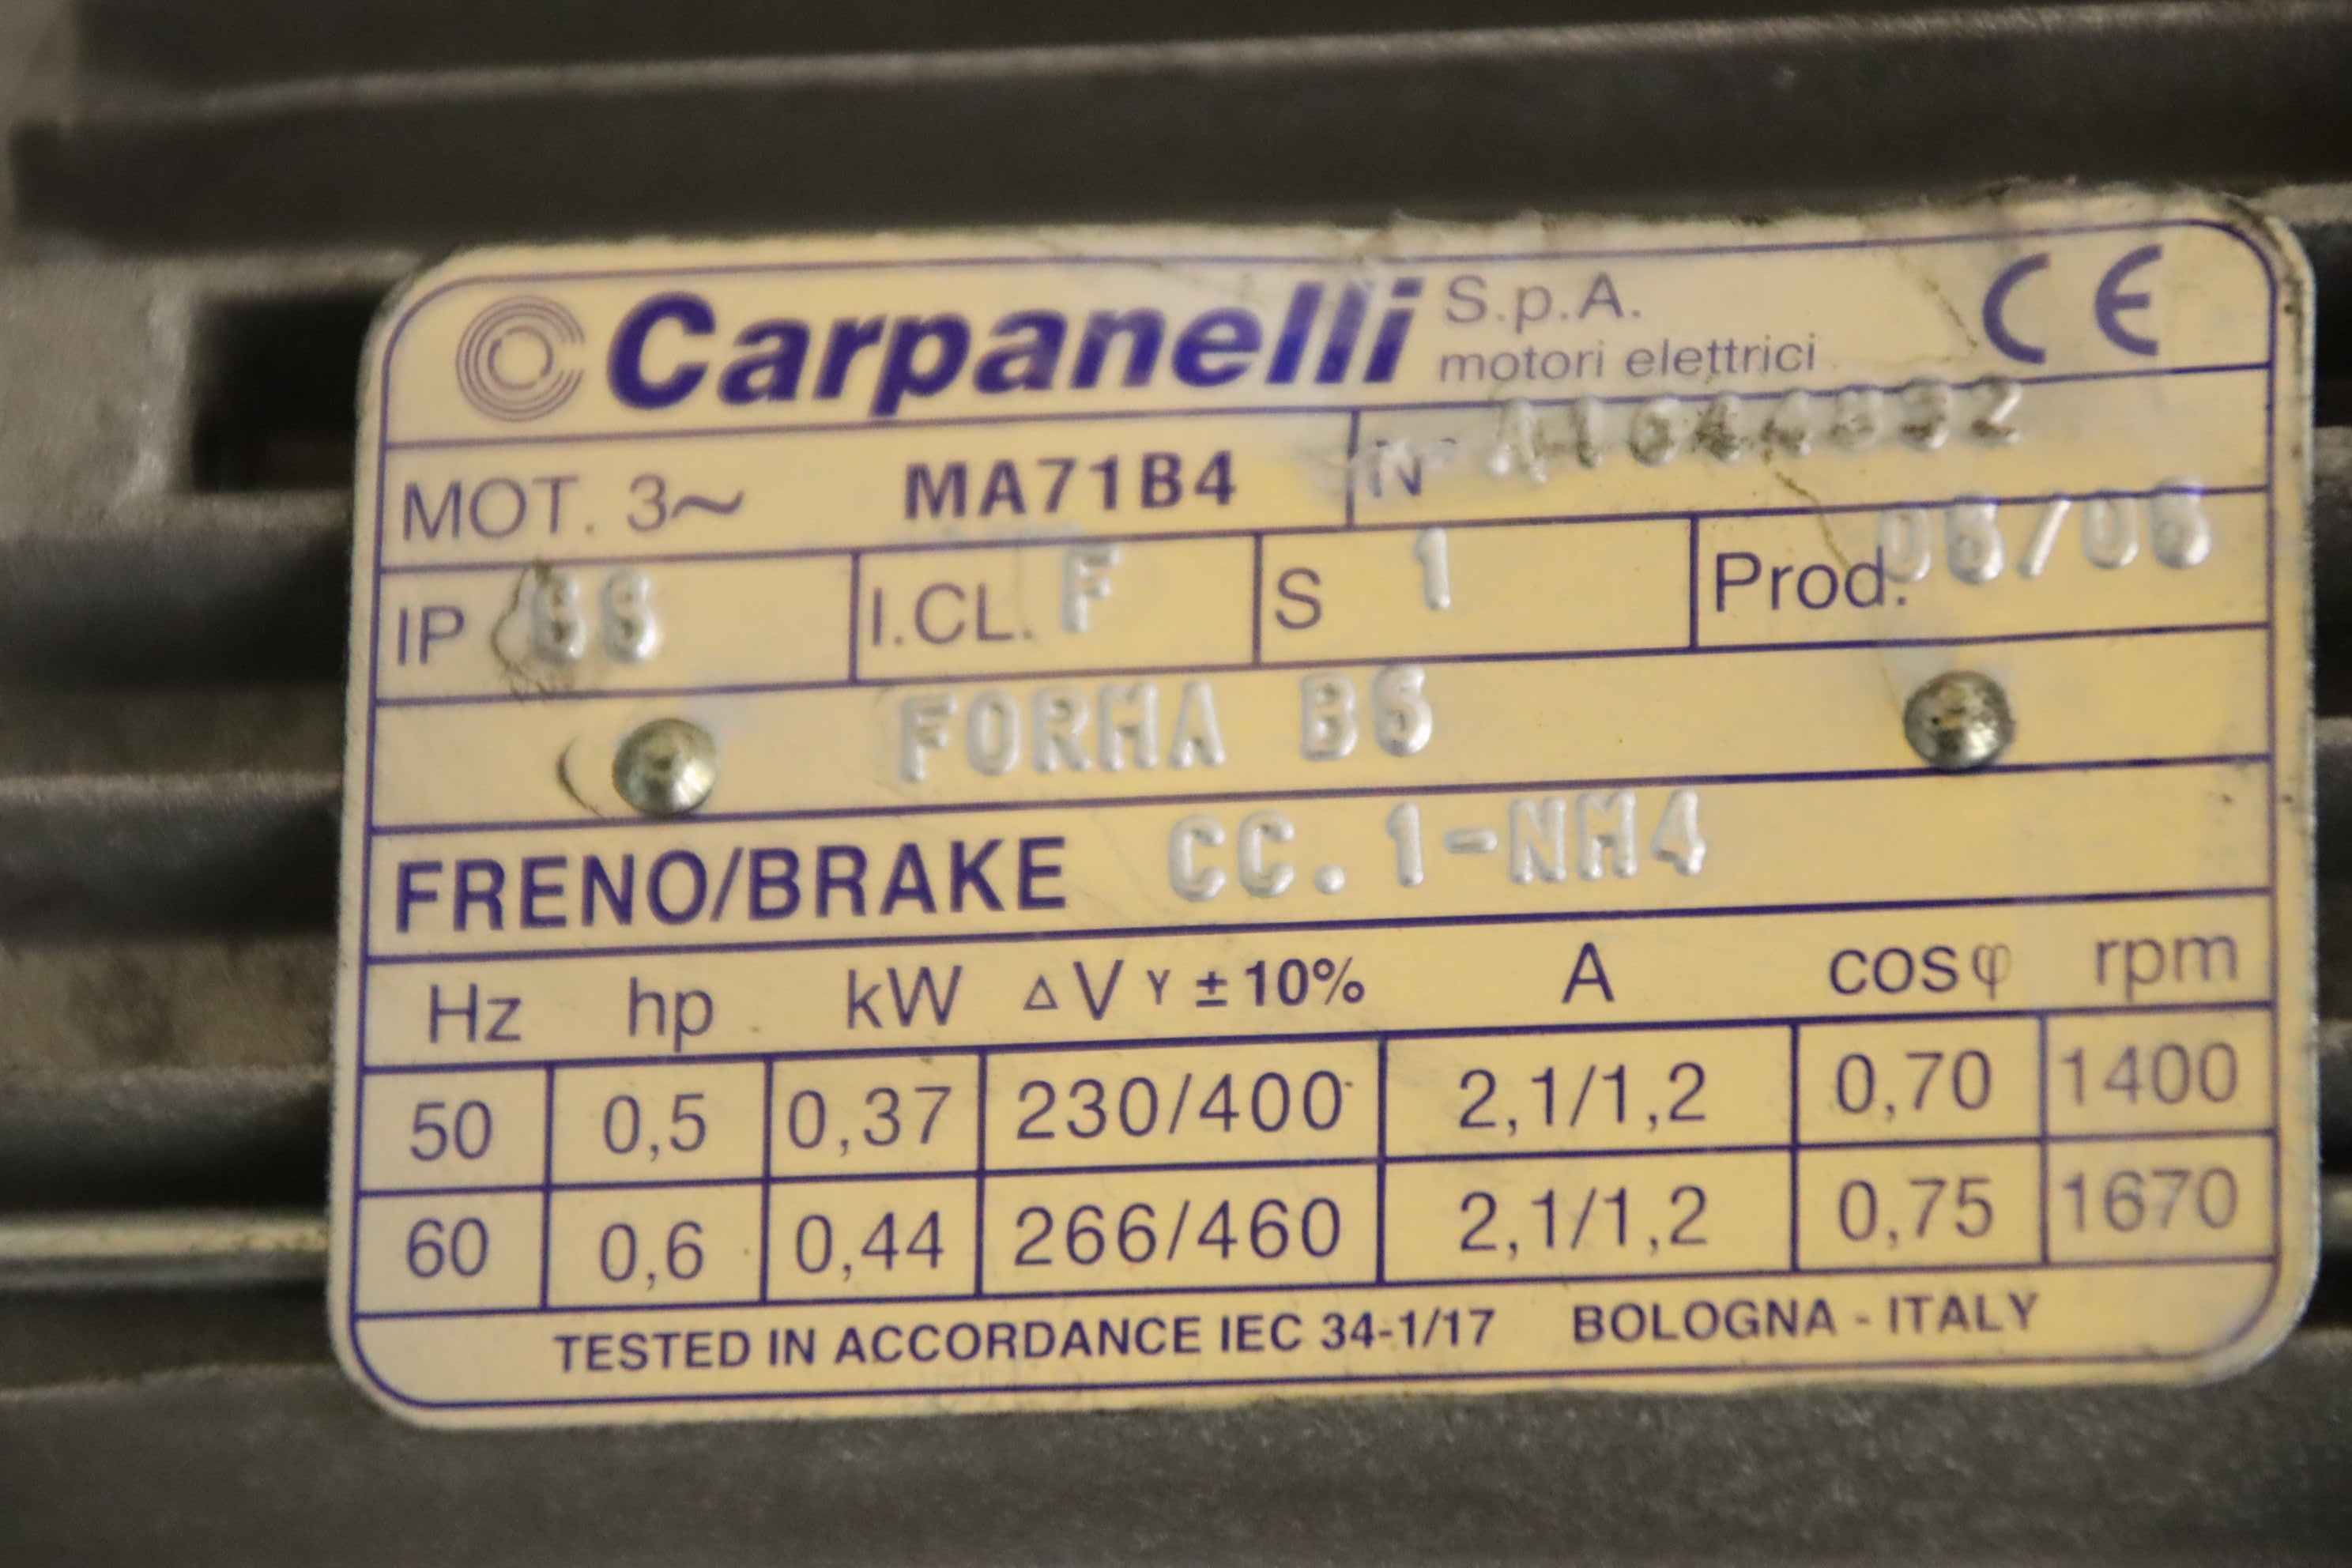 Carpanelli S.p.A.
motori elettrici
CE
MOT. 3~ MA71B4 N°
IP I.CL. F S 1 Prod.
FORMA
FRENO/BRAKE CC.1-NM4
Hz hp kW Δ V Y ± 10% A cosφ rpm
50 0,5 0,37 230/400 2,1/1,2 0,70 1400
60 0,6 0,44 266/460 2,1/1,2 0,75 1670
TESTED IN ACCORDANCE IEC 34-1/17 BOLOGNA - ITALY